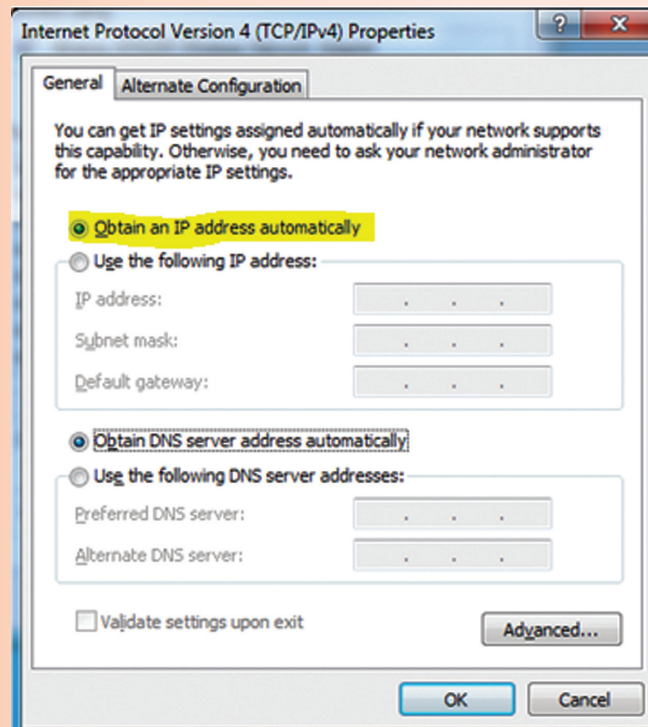 Internet Protocol Version 4 (TCP/IPv4) Properties
General
Alternate Configuration
You can get IP settings assigned automatically if your network supports
this capability. Otherwise, you need to ask your network administrator
for the appropriate IP settings.
Obtain an IP address automatically
Use the following IP address:
IP address:
Subnet mask:
Default gateway:
Obtain DNS server address automatically
Use the following DNS server addresses:
Preferred DNS server:
Alternate DNS server:
Validate settings upon exit
Advanced...
OK
Cancel